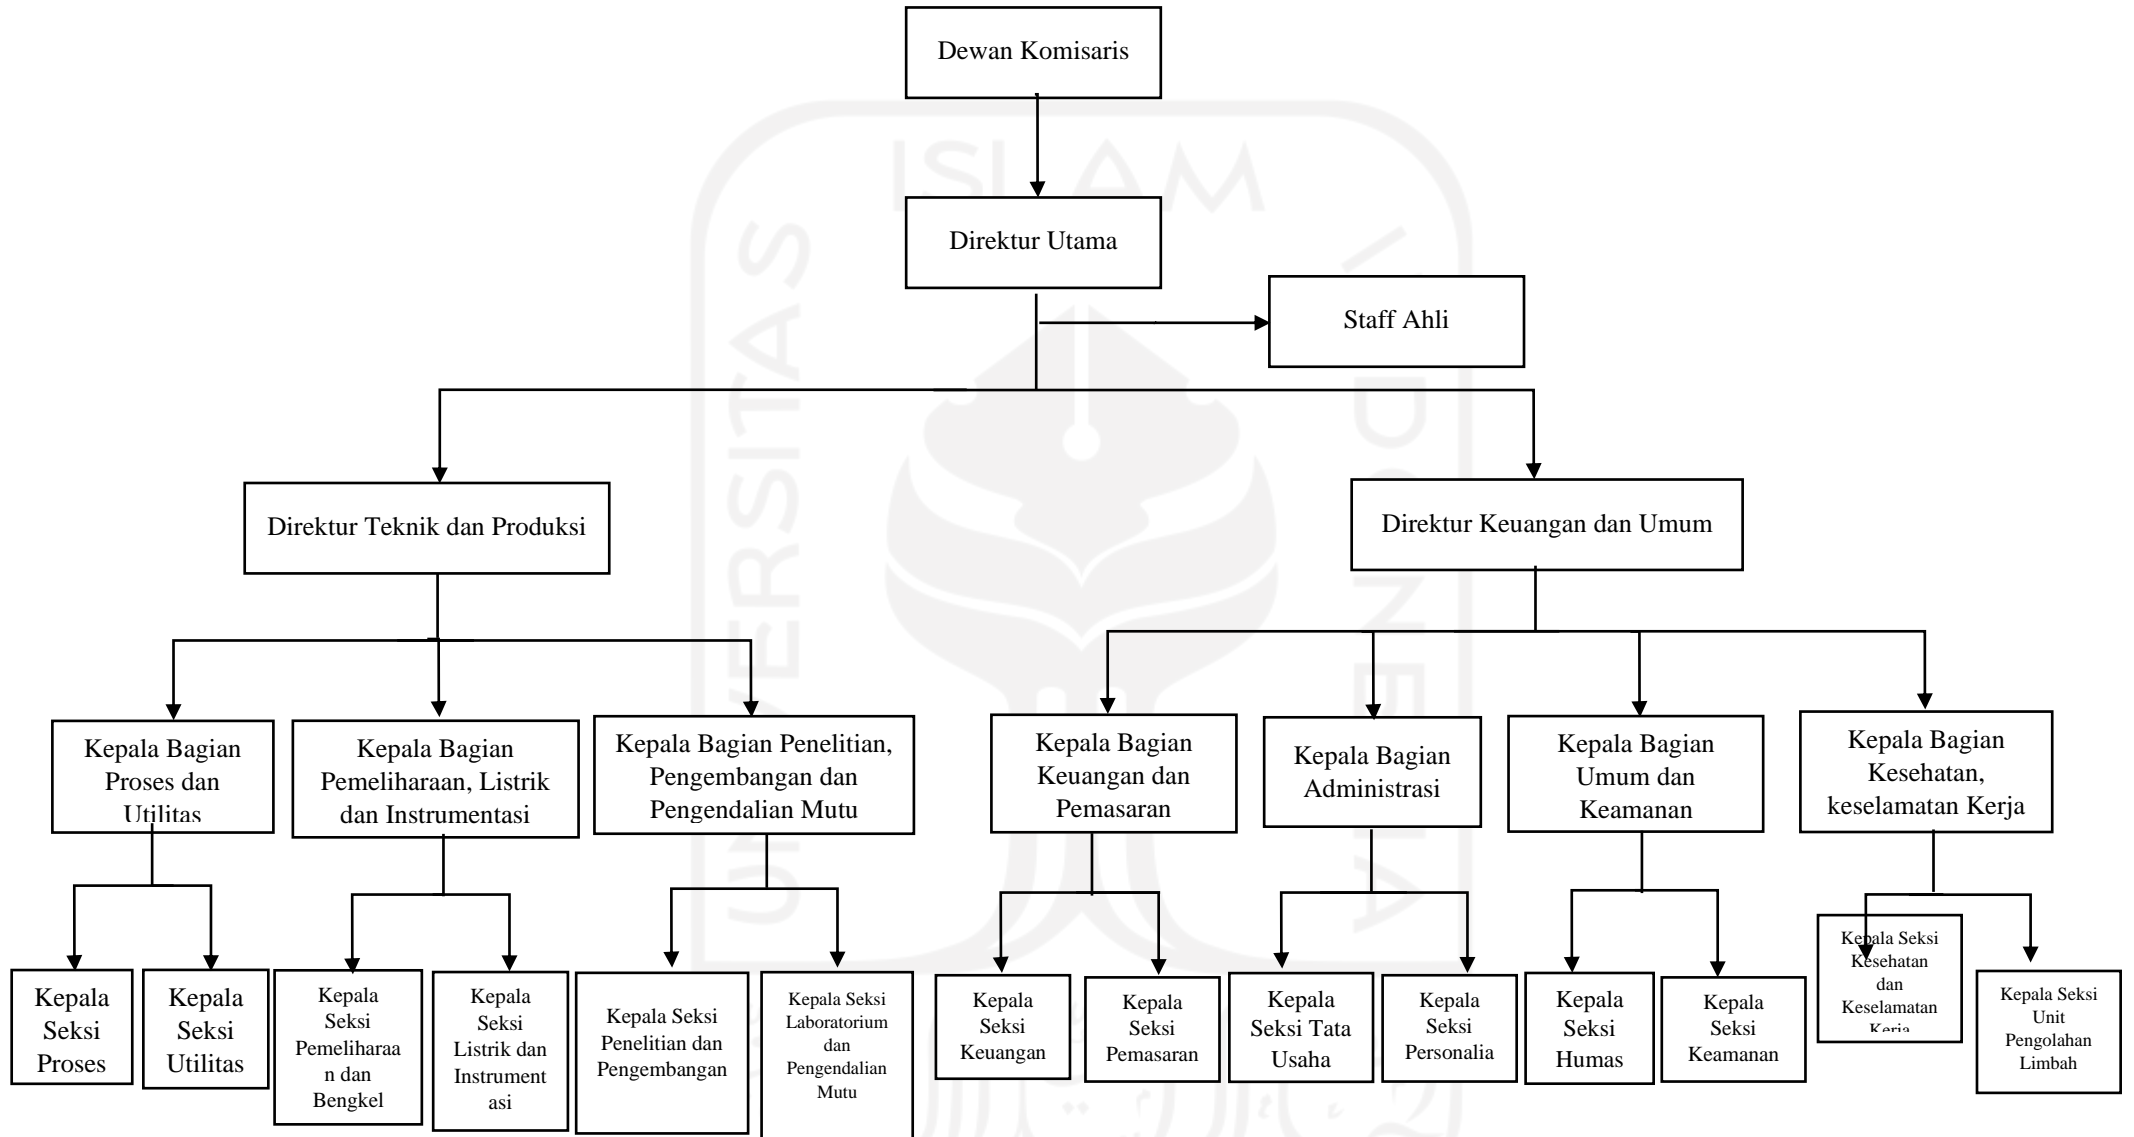 Dewan Komisaris
Direktur Utama
Staff Ahli
Direktur Teknik dan Produksi
Direktur Keuangan dan Umum
Kepala Bagian
Proses dan
Utilitas
Kepala Bagian
Pemeliharaan, Listrik
dan Instrumentasi
Kepala Bagian Penelitian,
Pengembangan dan
Pengendalian Mutu
Kepala Bagian
Keuangan dan
Pemasaran
Kepala Bagian
Administrasi
Kepala Bagian
Umum dan
Keamanan
Kepala Bagian
Kesehatan,
keselamatan Kerja
Kepala
Seksi
Proses
Kepala
Seksi
Utilitas
Kepala
Seksi
Pemeliharaa
n dan
Bengkel
Kepala
Seksi
Listrik dan
Instrument
asi
Kepala Seksi
Penelitian dan
Pengembangan
Kepala Seksi
Laboratorium
dan
Pengendalian
Mutu
Kepala
Seksi
Keuangan
Kepala
Seksi
Pemasaran
Kepala
Seksi Tata
Usaha
Kepala
Seksi
Personalia
Kepala
Seksi
Humas
Kepala
Seksi
Keamanan
Kepala Seksi
Kesehatan
dan
Keselamatan
Kerja
Kepala Seksi
Unit
Pengolahan
Limbah
UNIVERSITAS
ISLAM
INDONESIA